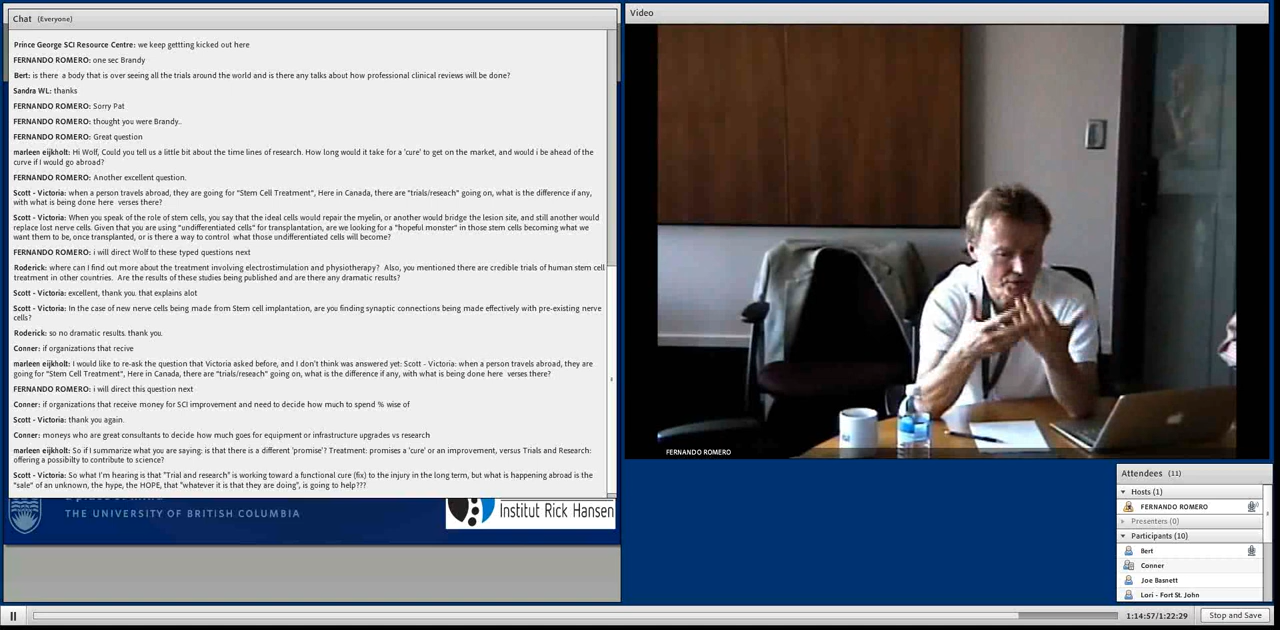 Chat (Everyone)
Prince George SCI Resource Centre: we keep gettting kicked out here
FERNANDO ROMERO: one sec Brandy
Bert: is there a body that is over seeing all the trials around the world and is there any talks about how professional clinical reviews will be done?
Sandra WL: thanks
FERNANDO ROMERO: Sorry Pat
FERNANDO ROMERO: thought you were Brandy..
FERNANDO ROMERO: Great question
marleen eijkholt: Hi Wolf, Could you tell us a little bit about the time lines of research. How long would it take for a 'cure' to get on the market, and would i be ahead of the
curve if I would go abroad?
FERNANDO ROMERO: Another excellent question.
Scott - Victoria: when a person travels abroad, they are going for "Stem Cell Treatment", Here in Canada, there are "trials/reseach" going on, what is the difference if any,
with what is being done here verses there?
Scott - Victoria: When you speak of the role of stem cells, you say that the ideal cells would repair the myelin, or another would bridge the lesion site, and still another would
replace lost nerve cells. Given that you are using "undifferentiated cells" for transplantation, are we looking for a "hopeful monster" in those stem cells becoming what we
want them to be, once transplanted, or is there a way to control what those undifferentiated cells will become?
FERNANDO ROMERO: i will direct Wolf to these typed questions next
Roderick: where can I find out more about the treatment involving electrostimulation and physiotherapy? Also, you mentioned there are credible trials of human stem cell
treatment in other countries. Are the results of these studies being published and are there any dramatic results?
Scott - Victoria: excellent, thank you. that explains alot
Scott - Victoria: In the case of new nerve cells being made from Stem cell implantation, are you finding synaptic connections being made effectively with pre-existing nerve
cells?
Roderick: so no dramatic results. thank you.
Conner: if organizations that recive
marleen eijkholt: I would like to re-ask the question that Victoria asked before, and I don't think was answered yet: Scott - Victoria: when a person travels abroad, they are
going for "Stem Cell Treatment", Here in Canada, there are "trials/reseach" going on, what is the difference if any, with what is being done here verses there?
FERNANDO ROMERO: i will direct this question next
Conner: if organizations that receive money for SCI improvement and need to decide how much to spend % wise of
Scott - Victoria: thank you again.
Conner: moneys who are great consultants to decide how much goes for equipment or infrastructure upgrades vs research
marleen eijkholt: So if I summarize what you are saying: is that there is a different 'promise'? Treatment: promises a 'cure' or an improvement, versus Trials and Research:
offering a possibilty to contribute to science?
Scott - Victoria: So what I'm hearing is that "Trial and research" is working toward a functional cure (fix) to the injury in the long term, but what is happening abroad is the
"sale" of an unknown, the hype, the HOPE, that "whatever it is that they are doing", is going to help???
THE UNIVERSITY OF BRITISH COLUMBIA
Institut Rick Hansen
Video
FERNANDO ROMERO
Attendees (11)
Hosts (1)
FERNANDO ROMERO
Presenters (0)
Participants (10)
Bert
Conner
Joe Basnett
Lori - Fort St. John
1:14:57/1:22:29
Stop and Save